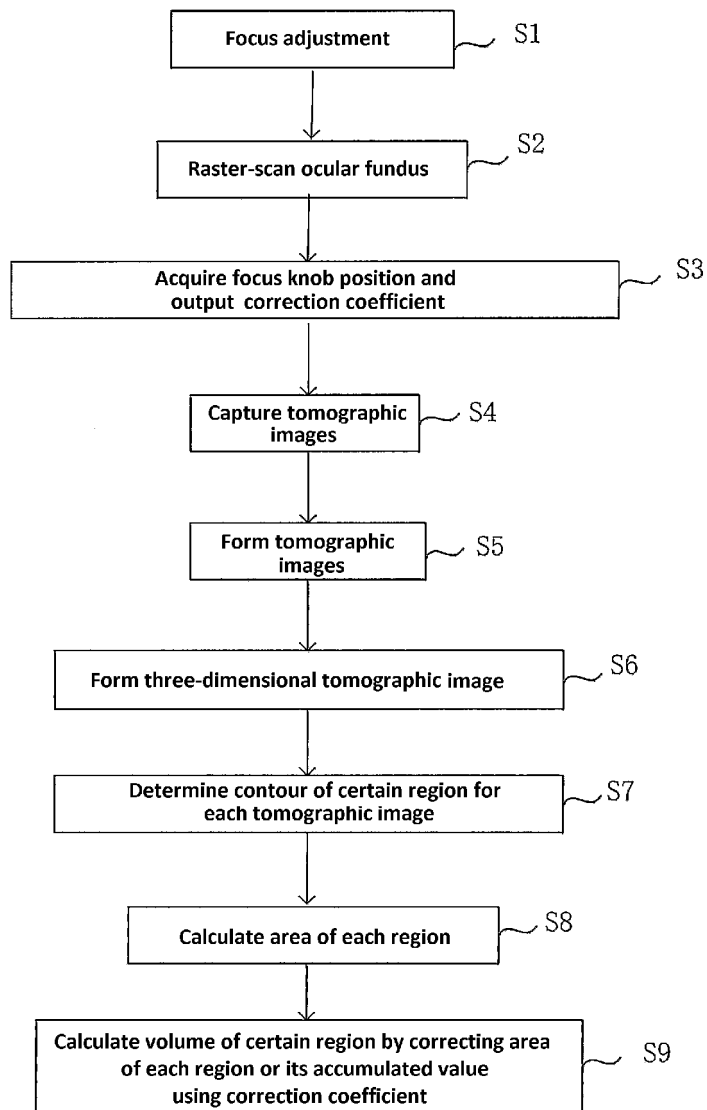 Focus adjustment
S1
Raster-scan ocular fundus
S2
Acquire focus knob position and
output correction coefficient
S3
Capture tomographic
images
S4
Form tomographic
images
S5
Form three-dimensional tomographic image
S6
Determine contour of certain region for
each tomographic image
S7
Calculate area of each region
S8
Calculate volume of certain region by correcting area
of each region or its accumulated value
using correction coefficient
S9